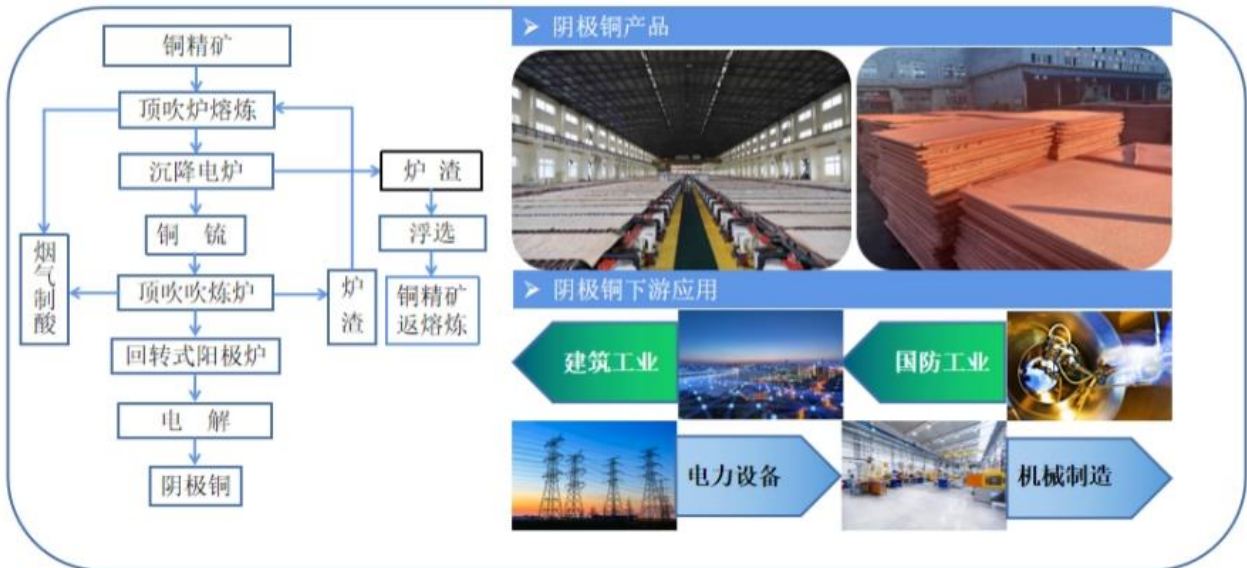 铜精矿
顶吹炉熔炼
沉降电炉
炉 渣
铜 锍
浮选
烟
气
制
酸
顶吹吹炼炉
炉
渣
铜精矿
返熔炼
回转式阳极炉
电 解
阴极铜
➢ 阴极铜产品
➢ 阴极铜下游应用
建筑工业
国防工业
电力设备
机械制造